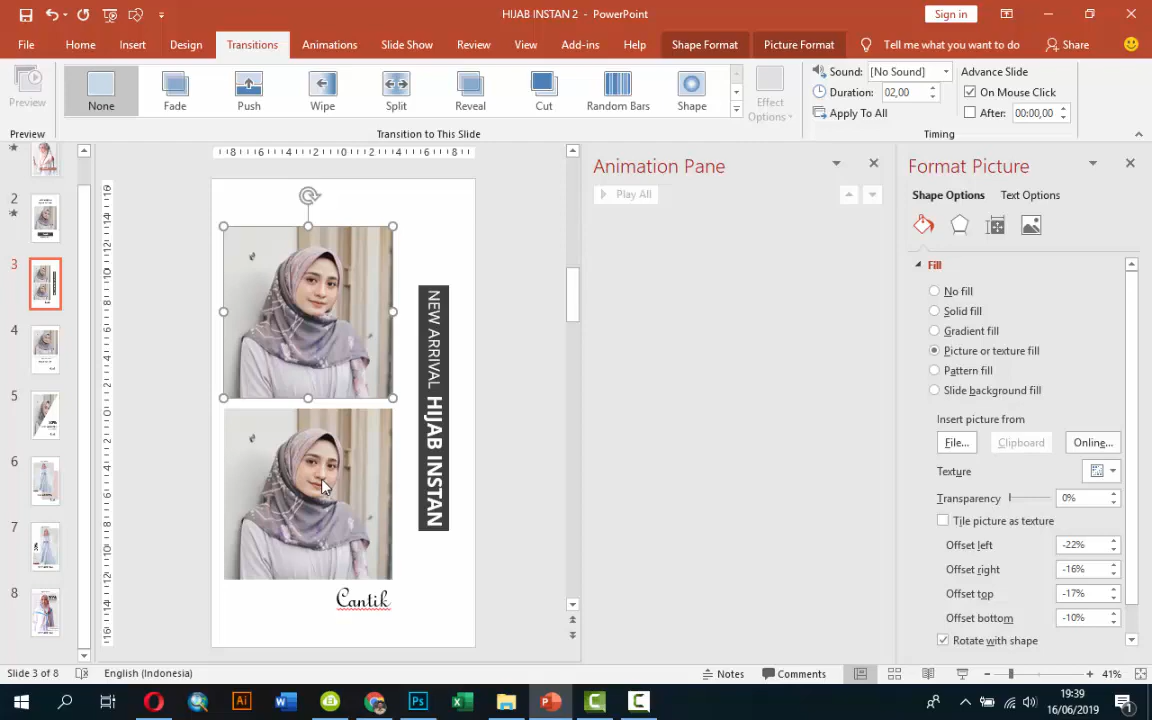 HIJAB INSTAN 2 - PowerPoint
Sign in
File Home Insert Design Transitions Animations Slide Show Review View Add-ins Help Shape Format Picture Format Tell me what you want to do Share
Preview
None Fade Push Wipe Split Reveal Cut Random Bars Shape
Effect
Options
Sound: [No Sound]
Duration: 02,00
Apply To All
Advance Slide
On Mouse Click
After: 00:00,00
Preview
Transition to This Slide
Timing
2
3
4
5
6
7
8
NEW ARRIVAL HIJAB INSTAN
Cantik
Animation Pane
Play All
Format Picture
Shape Options Text Options
Fill
No fill
Solid fill
Gradient fill
Picture or texture fill
Pattern fill
Slide background fill
Insert picture from
File... Clipboard Online...
Texture
Transparency 0%
Tile picture as texture
Offset left -22%
Offset right -16%
Offset top -17%
Offset bottom -10%
Rotate with shape
Slide 3 of 8 English (Indonesia) Notes Comments 41%
19:39
16/06/2019